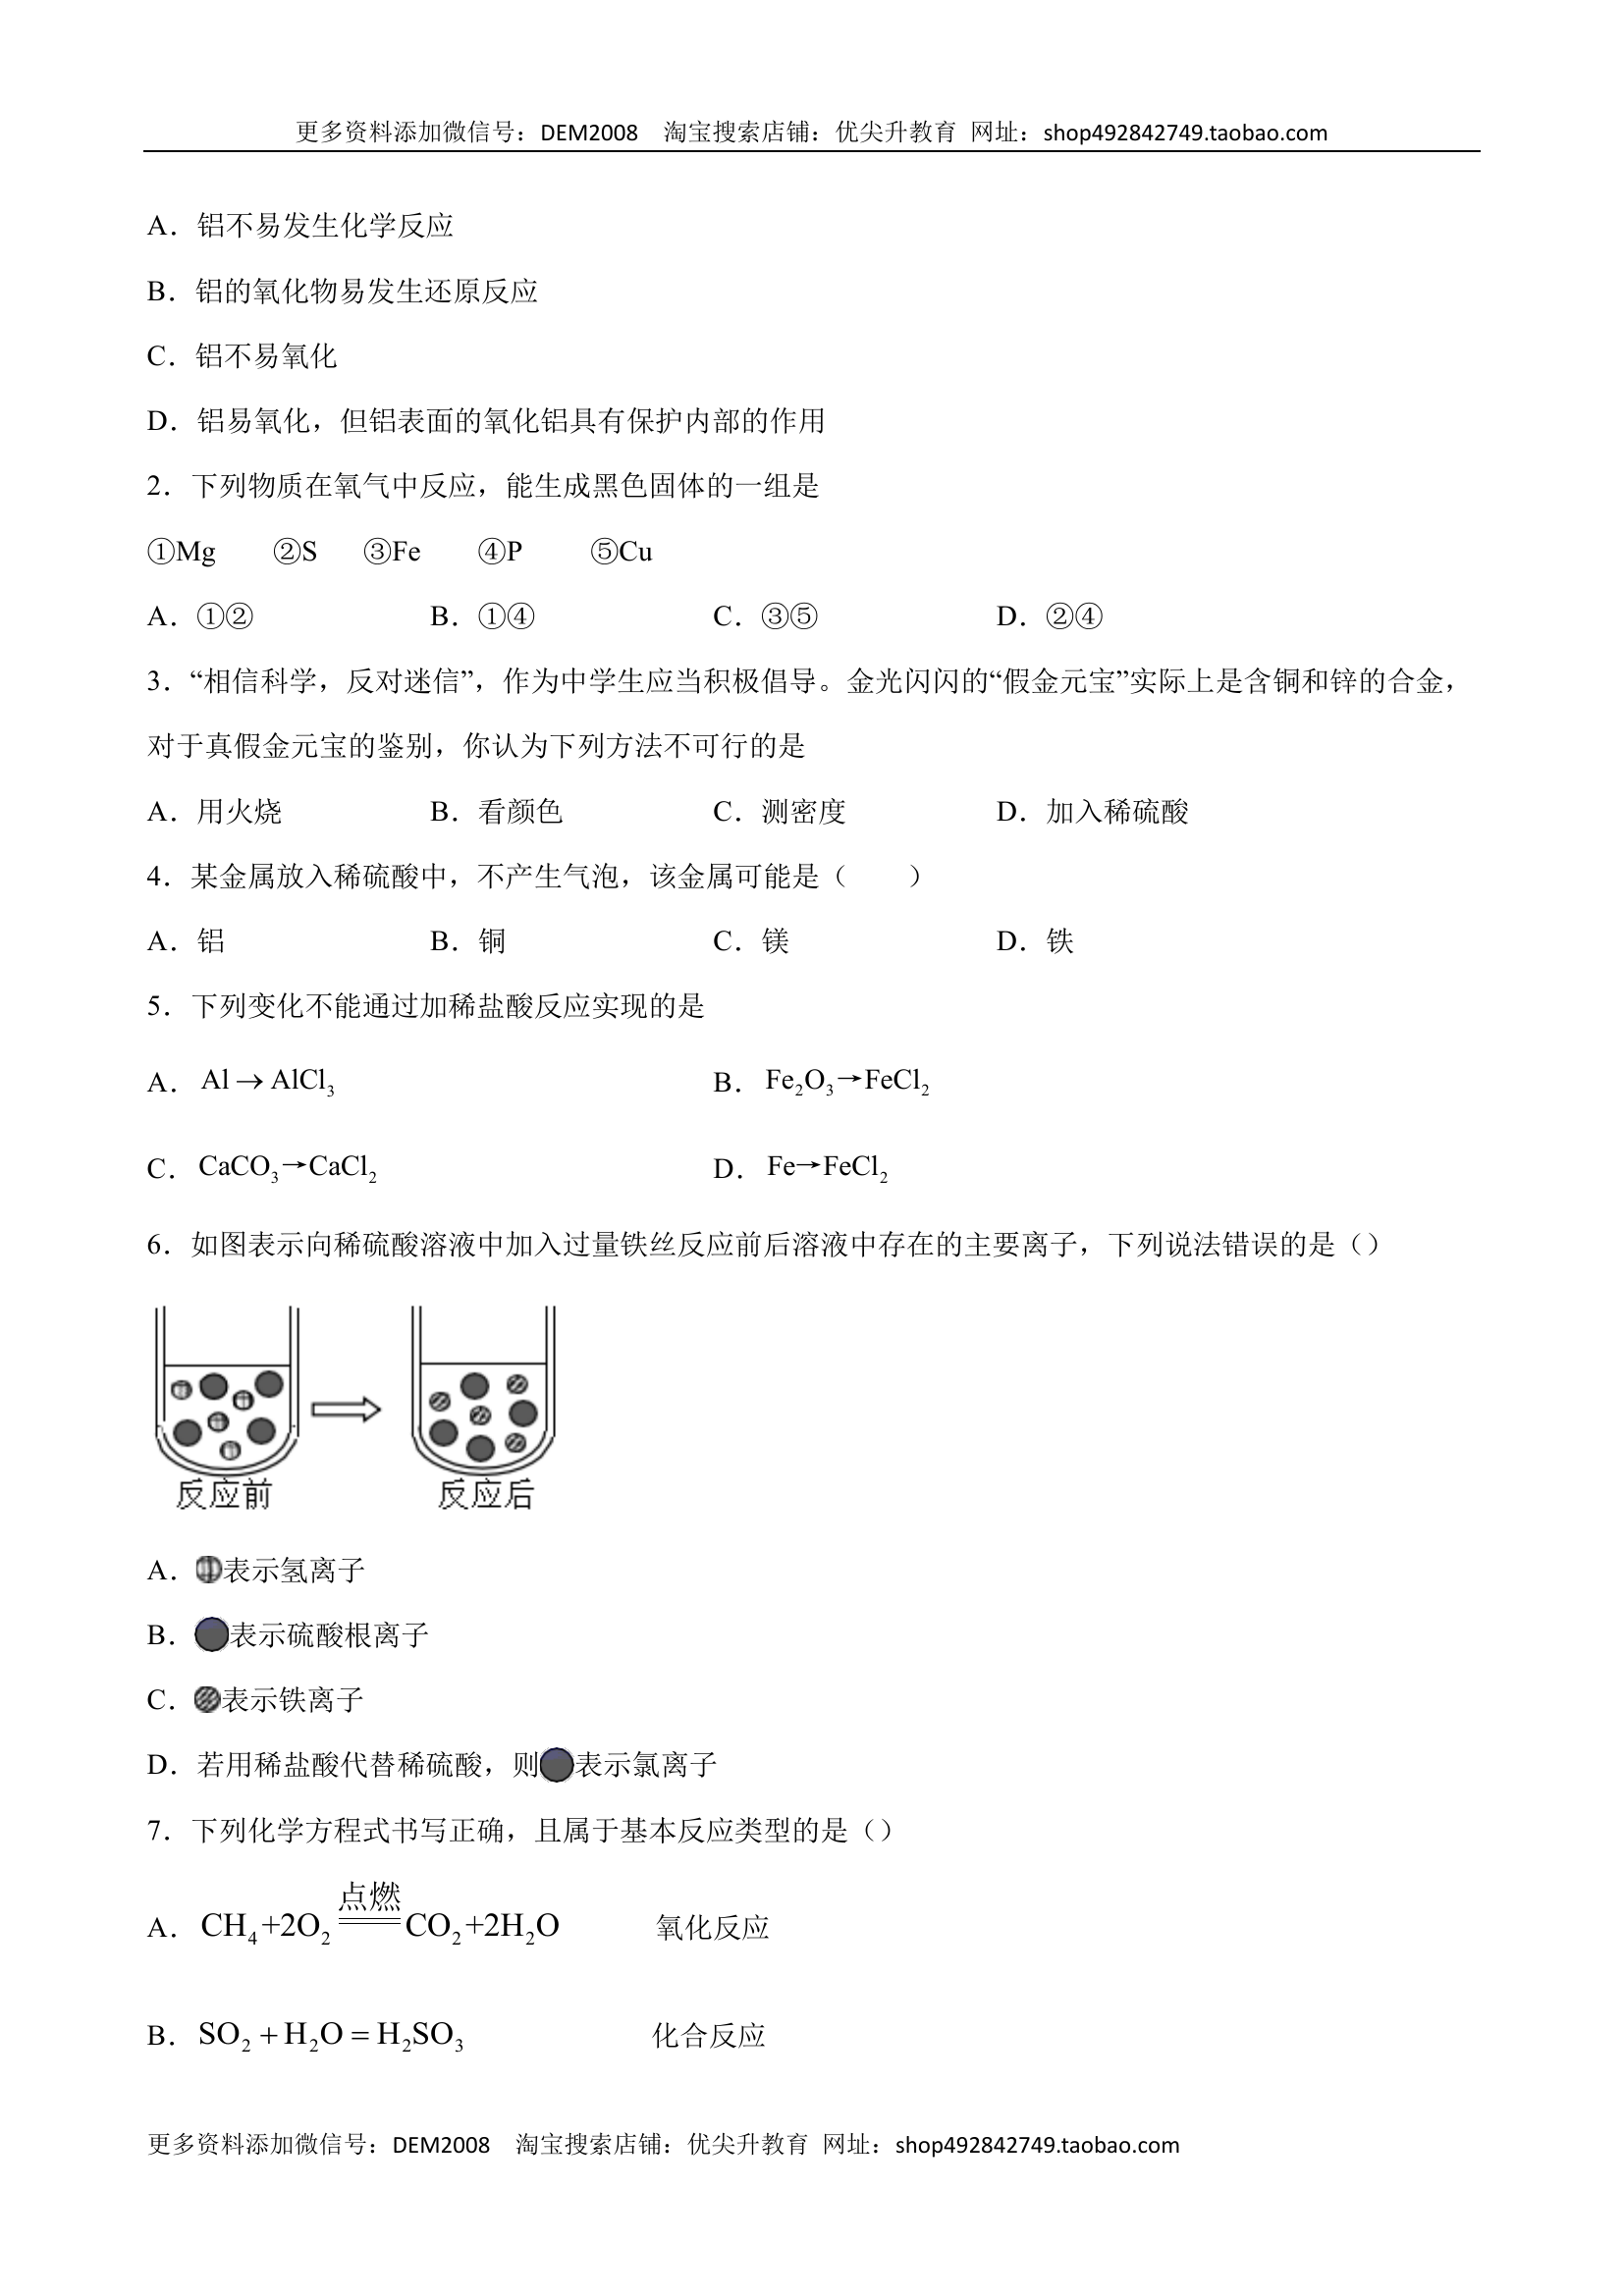 更多资料添加微信号：DEM2008 淘宝搜索店铺：优尖升教育 网址：shop492842749.taobao.com
A．铝不易发生化学反应
B．铝的氧化物易发生还原反应
C．铝不易氧化
D．铝易氧化，但铝表面的氧化铝具有保护内部的作用
2．下列物质在氧气中反应，能生成黑色固体的一组是
①Mg ②S ③Fe ④P ⑤Cu
A．①② B．①④ C．③⑤ D．②④
3．“相信科学，反对迷信”，作为中学生应当积极倡导。金光闪闪的“假金元宝”实际上是含铜和锌的合金，
对于真假金元宝的鉴别，你认为下列方法不可行的是
A．用火烧 B．看颜色 C．测密度 D．加入稀硫酸
4．某金属放入稀硫酸中，不产生气泡，该金属可能是（ ）
A．铝 B．铜 C．镁 D．铁
5．下列变化不能通过加稀盐酸反应实现的是
A．Al→AlCl₃ B．Fe₂O₃→FeCl₂
C．CaCO₃→CaCl₂ D．Fe→FeCl₂
6．如图表示向稀硫酸溶液中加入过量铁丝反应前后溶液中存在的主要离子，下列说法错误的是（）
反应前 反应后
A．表示氢离子
B．表示硫酸根离子
C．表示铁离子
D．若用稀盐酸代替稀硫酸，则表示氯离子
7．下列化学方程式书写正确，且属于基本反应类型的是（）
点燃
A．CH₄+2O₂═CO₂+2H₂O 氧化反应
B．SO₂+H₂O=H₂SO₃ 化合反应
更多资料添加微信号：DEM2008 淘宝搜索店铺：优尖升教育 网址：shop492842749.taobao.com